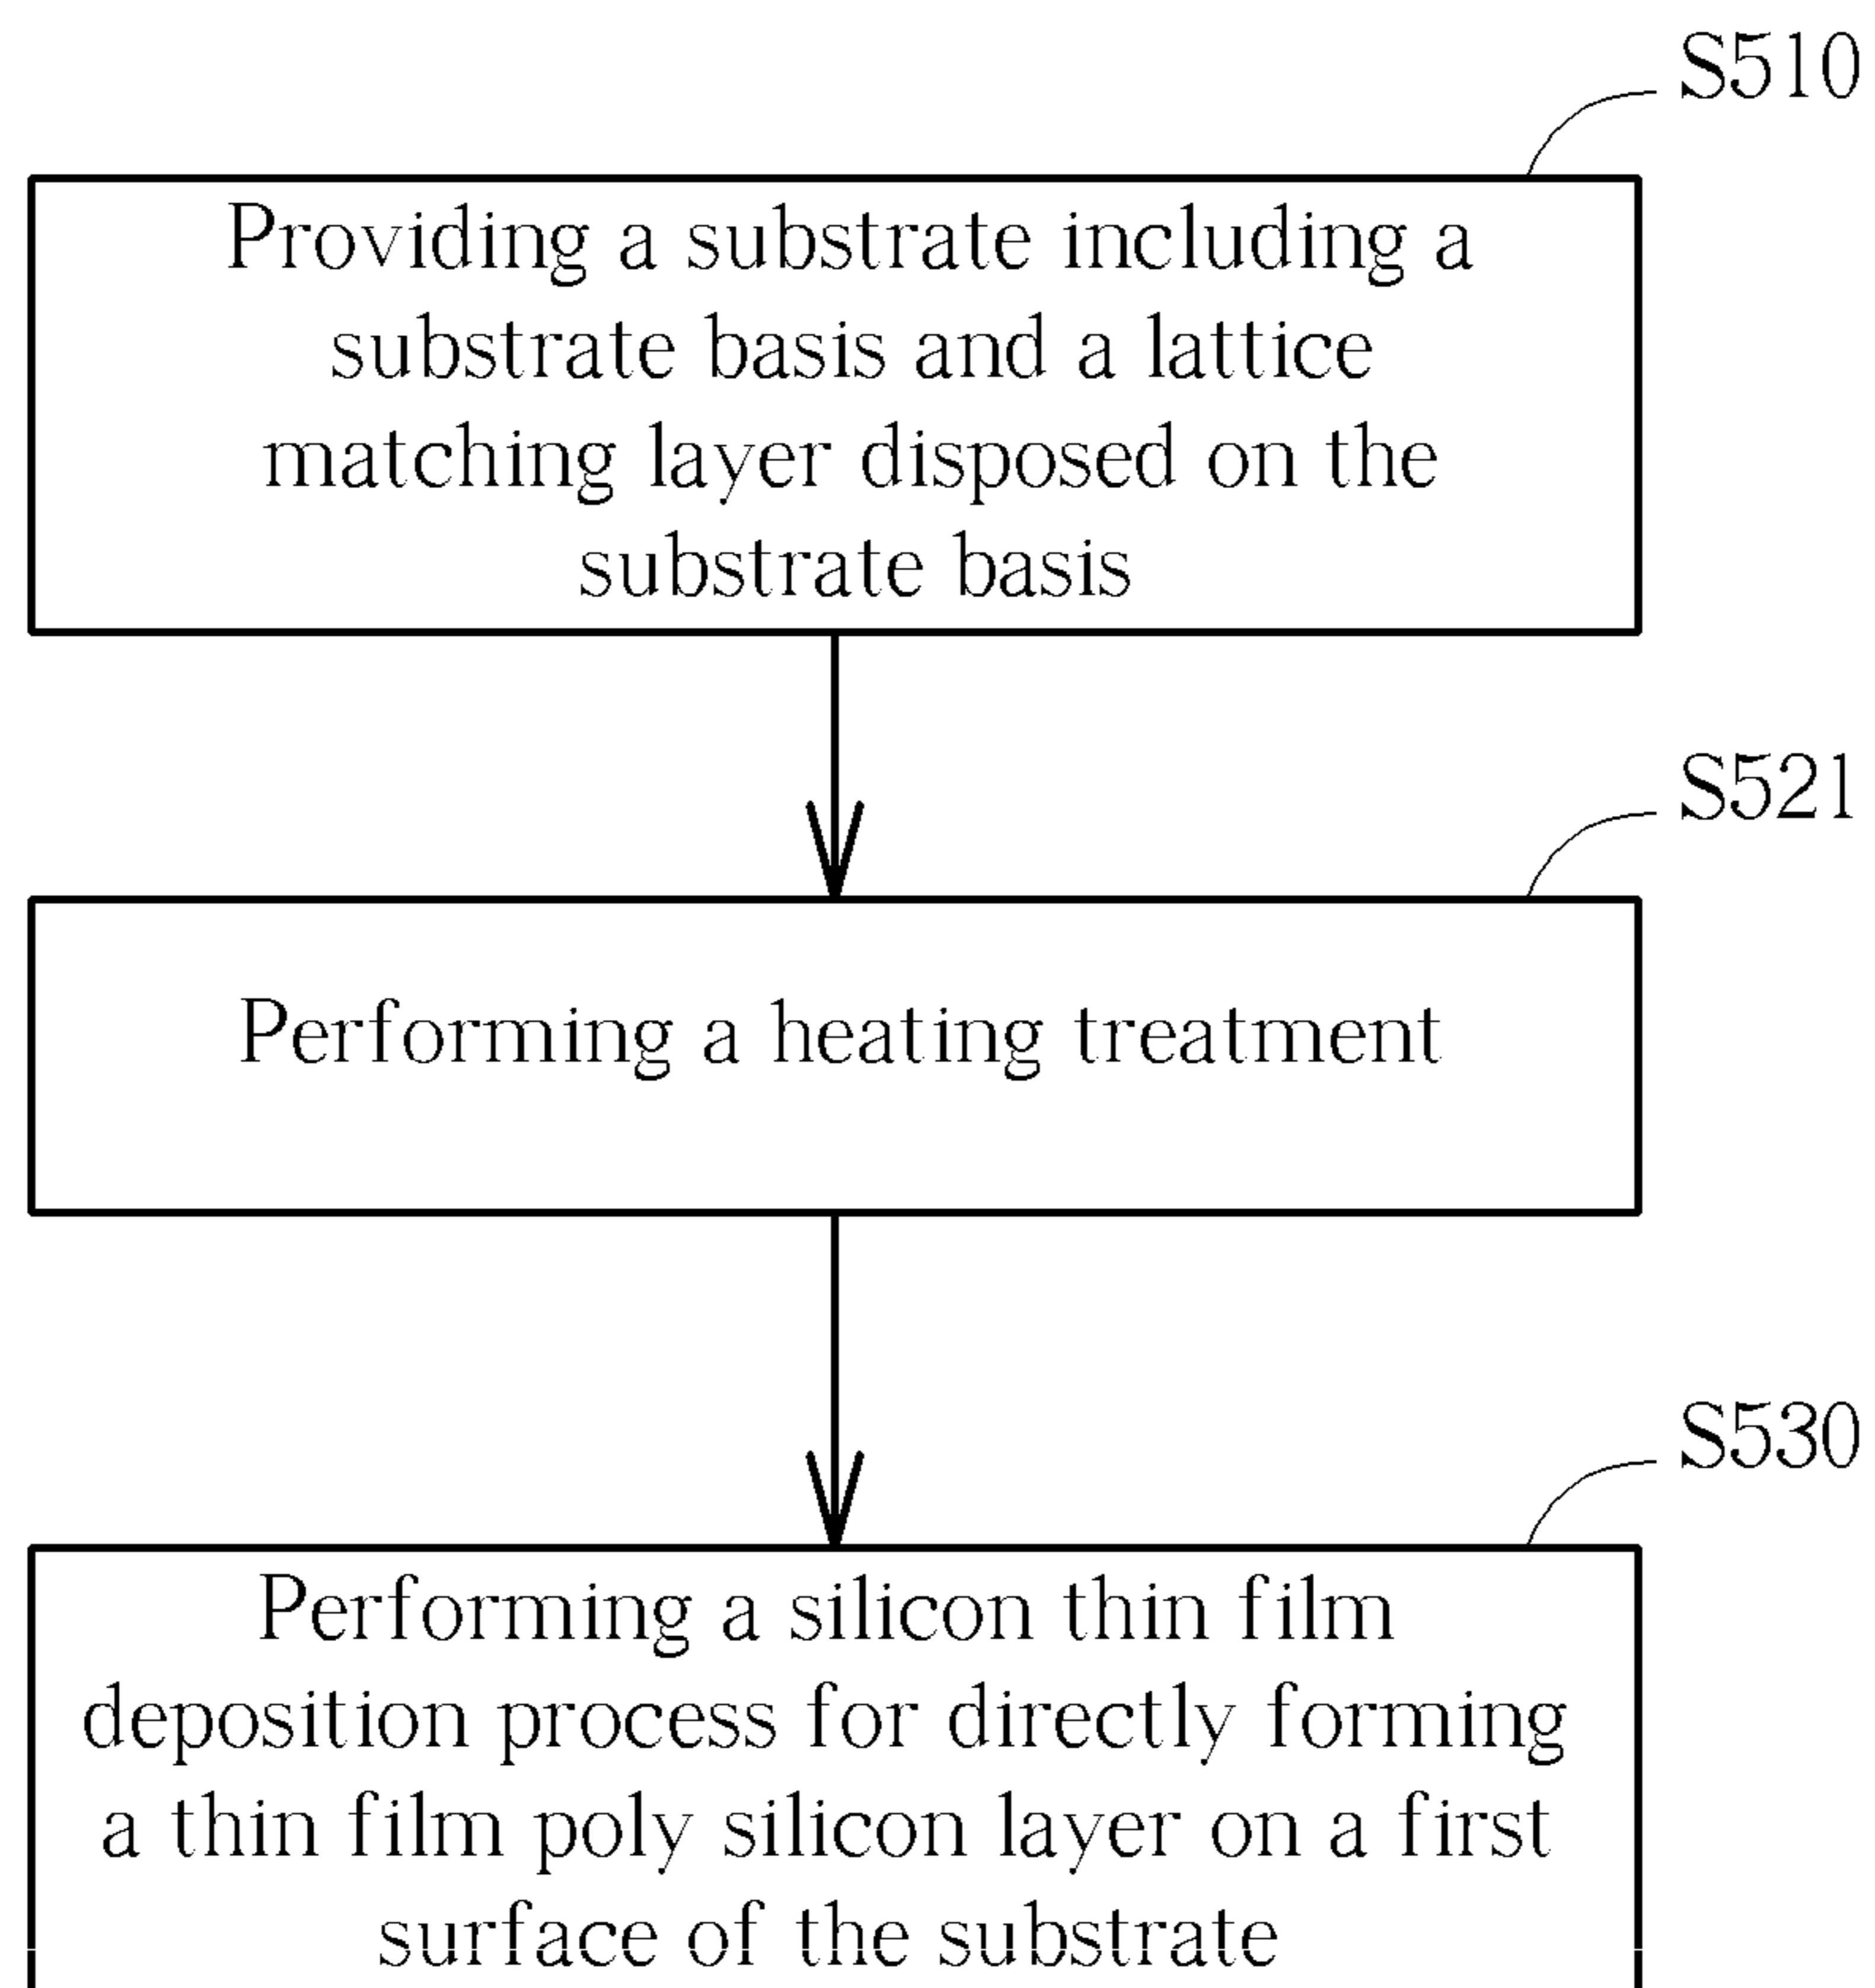 S510
Providing a substrate including a
substrate basis and a lattice
matching layer disposed on the
substrate basis
S521
Performing a heating treatment
S530
Performing a silicon thin film
deposition process for directly forming
a thin film poly silicon layer on a first
surface of the substrate